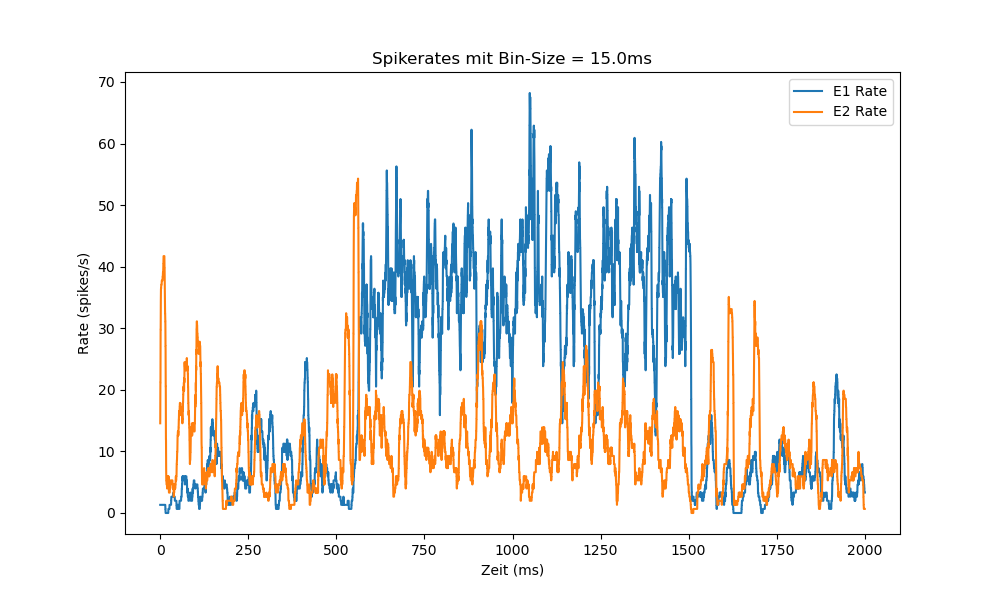 Spikerates mit Bin-Size = 15.0ms
E1 Rate
E2 Rate
Rate (spikes/s)
70
60
50
40
30
20
10
0
0 250 500 750 1000 1250 1500 1750 2000
Zeit (ms)